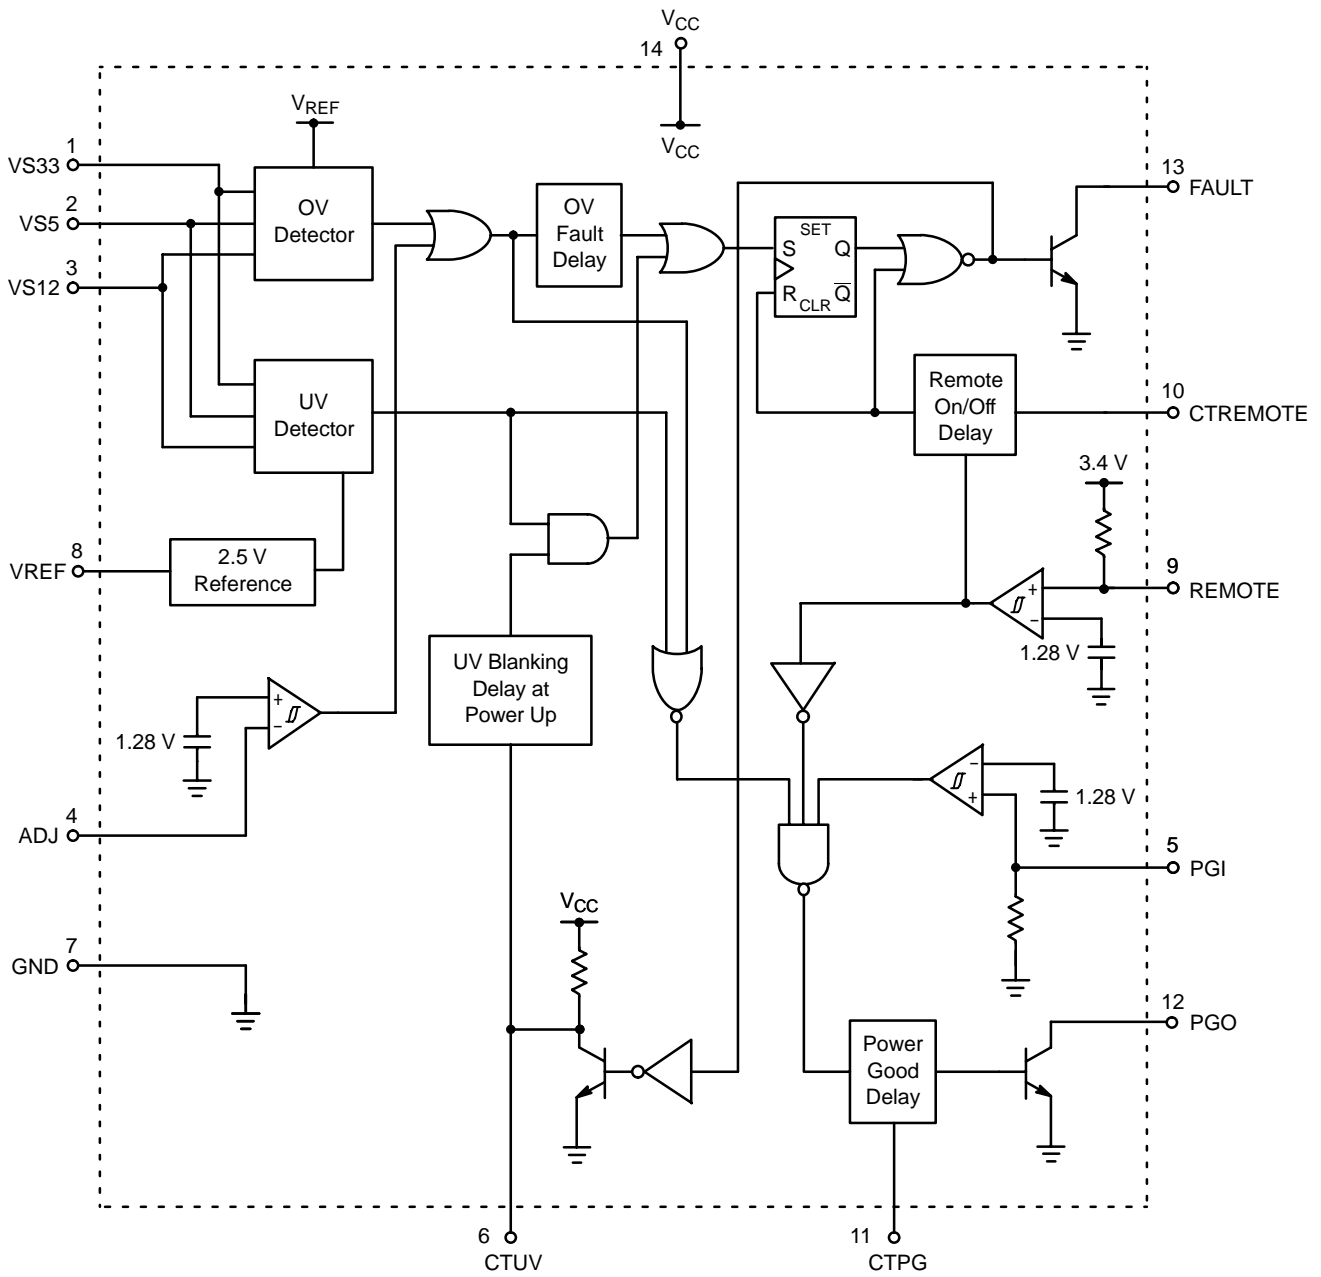 VCC
14
VCC
VREF
1
VS33
2
VS5
3
VS12
OV
Detector
OV
Fault
Delay
SET
S
Q
R
CLR
Q
13
FAULT
UV
Detector
Remote
On/Off
Delay
10
CTREMOTE
3.4 V
8
VREF
2.5 V
Reference
9
REMOTE
+
−
1.28 V
UV Blanking
Delay at
Power Up
+
−
1.28 V
4
ADJ
−
+
1.28 V
5
PGI
VCC
7
GND
12
PGO
Power
Good
Delay
6
CTUV
11
CTPG